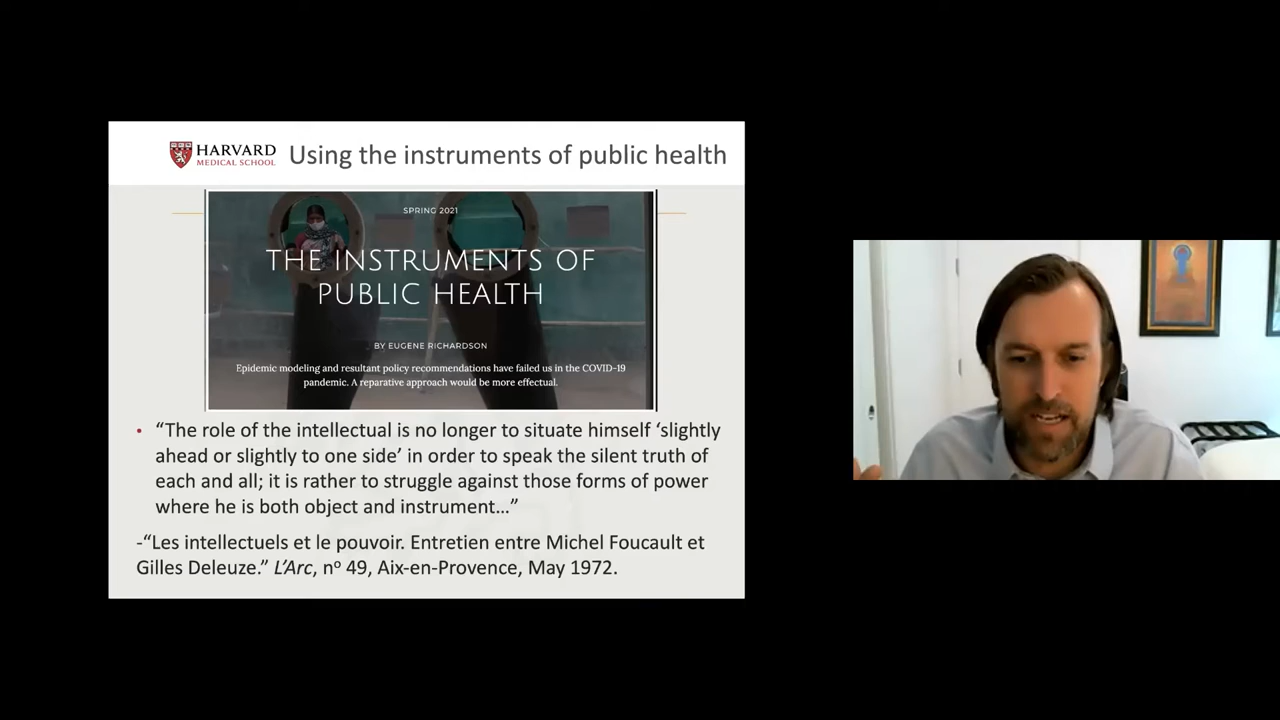 HARVARD
MEDICAL SCHOOL
Using the instruments of public health
SPRING 2021
THE INSTRUMENTS OF
PUBLIC HEALTH
BY EUGENE RICHARDSON
Epidemic modeling and resultant policy recommendations have failed us in the COVID-19
pandemic. A reparative approach would be more effectual.
• “The role of the intellectual is no longer to situate himself ‘slightly
ahead or slightly to one side’ in order to speak the silent truth of
each and all; it is rather to struggle against those forms of power
where he is both object and instrument…”
-“Les intellectuels et le pouvoir. Entretien entre Michel Foucault et
Gilles Deleuze.” L’Arc, nº 49, Aix-en-Provence, May 1972.